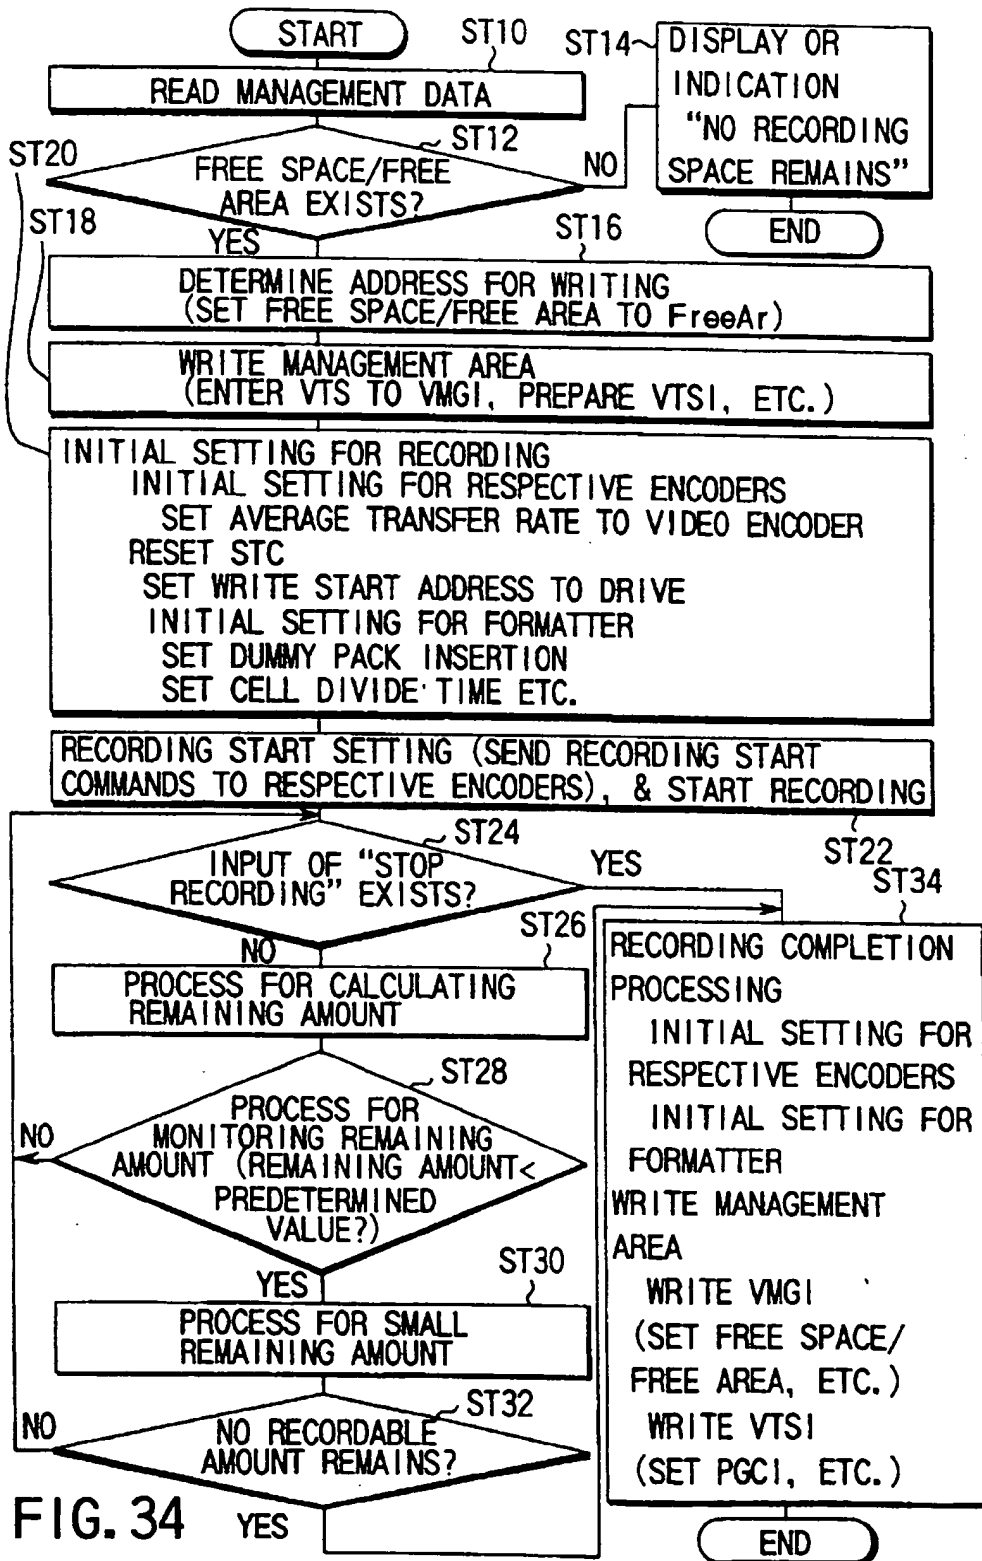 START
ST10
READ MANAGEMENT DATA
ST12
FREE SPACE/FREE
AREA EXISTS?
NO
ST14
DISPLAY OR
INDICATION
"NO RECORDING
SPACE REMAINS"
END
ST20
ST18
YES
ST16
DETERMINE ADDRESS FOR WRITING
(SET FREE SPACE/FREE AREA TO FreeAr)
WRITE MANAGEMENT AREA
(ENTER VTS TO VMGI, PREPARE VTSI, ETC.)
INITIAL SETTING FOR RECORDING
INITIAL SETTING FOR RESPECTIVE ENCODERS
SET AVERAGE TRANSFER RATE TO VIDEO ENCODER
RESET STC
SET WRITE START ADDRESS TO DRIVE
INITIAL SETTING FOR FORMATTER
SET DUMMY PACK INSERTION
SET CELL DIVIDE TIME ETC.
RECORDING START SETTING (SEND RECORDING START
COMMANDS TO RESPECTIVE ENCODERS), & START RECORDING
ST22
ST24
INPUT OF "STOP
RECORDING" EXISTS?
YES
NO
ST26
PROCESS FOR CALCULATING
REMAINING AMOUNT
ST28
PROCESS FOR
MONITORING REMAINING
AMOUNT (REMAINING AMOUNT<
PREDETERMINED
VALUE?)
NO
YES
ST30
PROCESS FOR SMALL
REMAINING AMOUNT
ST32
NO RECORDABLE
AMOUNT REMAINS?
NO
YES
ST34
RECORDING COMPLETION
PROCESSING
INITIAL SETTING FOR
RESPECTIVE ENCODERS
INITIAL SETTING FOR
FORMATTER
WRITE MANAGEMENT
AREA
WRITE VMGI
(SET FREE SPACE/
FREE AREA, ETC.)
WRITE VTSI
(SET PGCI, ETC.)
END
FIG. 34